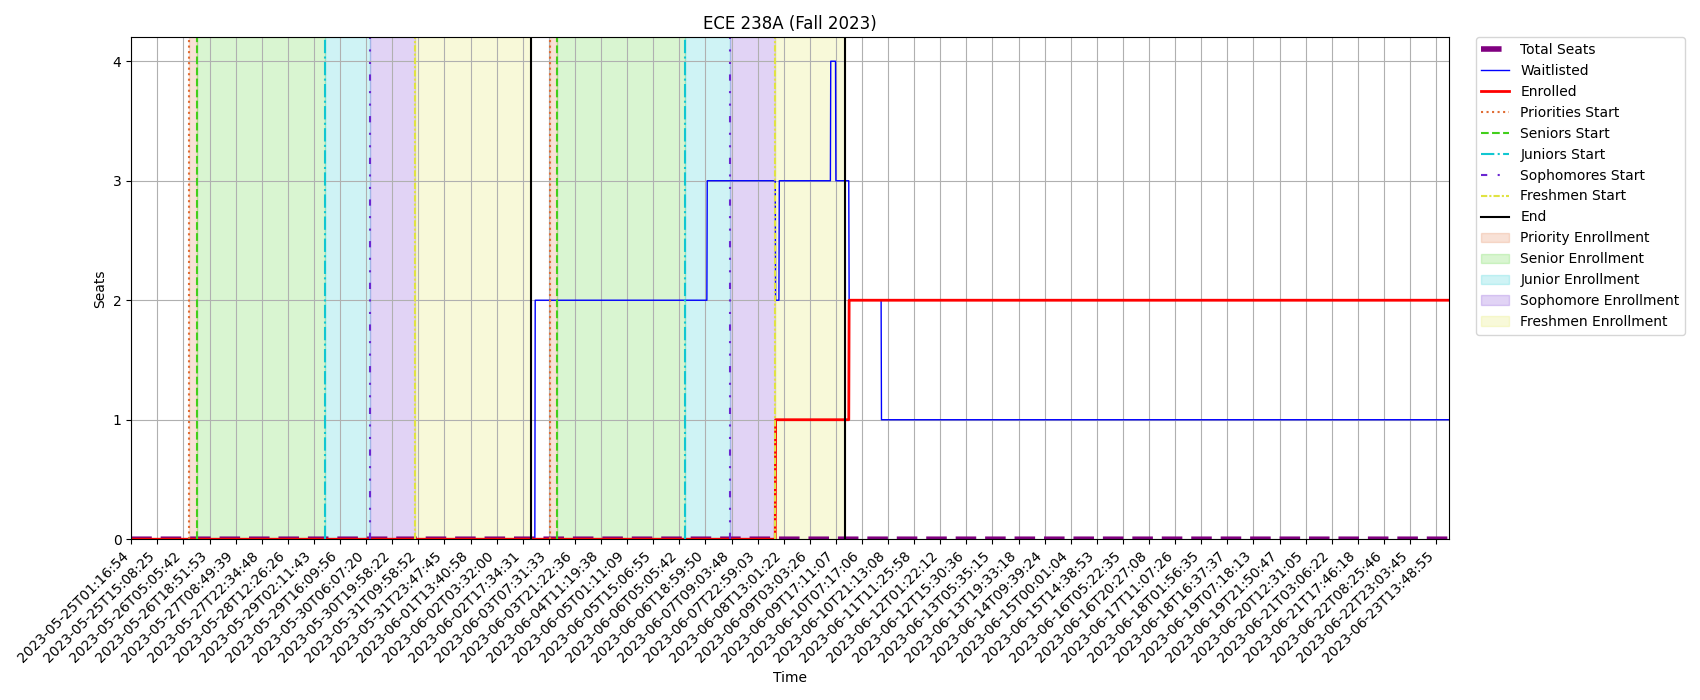 ECE 238A (Fall 2023)
Seats
4
3
2
1
0
2023-05-25T01:16:54
2023-05-25T15:08:25
2023-05-26T05:05:42
2023-05-26T18:51:53
2023-05-27T08:49:39
2023-05-27T22:34:48
2023-05-28T12:26:26
2023-05-29T02:11:43
2023-05-29T16:09:56
2023-05-30T06:07:20
2023-05-30T19:58:22
2023-05-31T09:58:52
2023-05-31T23:47:45
2023-06-01T13:40:58
2023-06-02T03:32:00
2023-06-02T17:34:31
2023-06-03T07:31:33
2023-06-03T21:22:36
2023-06-04T11:19:38
2023-06-05T01:11:09
2023-06-05T15:06:55
2023-06-06T05:05:42
2023-06-06T18:59:50
2023-06-07T09:03:48
2023-06-07T22:59:03
2023-06-08T13:01:22
2023-06-09T03:03:26
2023-06-09T17:11:07
2023-06-10T07:17:06
2023-06-10T21:13:08
2023-06-11T11:25:58
2023-06-12T01:22:12
2023-06-12T15:30:36
2023-06-13T05:35:15
2023-06-13T19:33:18
2023-06-14T09:39:24
2023-06-15T00:01:04
2023-06-15T14:38:53
2023-06-16T05:22:35
2023-06-16T20:27:08
2023-06-17T11:07:26
2023-06-18T01:56:35
2023-06-18T16:37:37
2023-06-19T07:18:13
2023-06-19T21:50:47
2023-06-20T12:31:05
2023-06-21T03:06:22
2023-06-21T17:46:18
2023-06-22T08:25:46
2023-06-22T23:03:45
2023-06-23T13:48:55
Time
Total Seats
Waitlisted
Enrolled
Priorities Start
Seniors Start
Juniors Start
Sophomores Start
Freshmen Start
End
Priority Enrollment
Senior Enrollment
Junior Enrollment
Sophomore Enrollment
Freshmen Enrollment